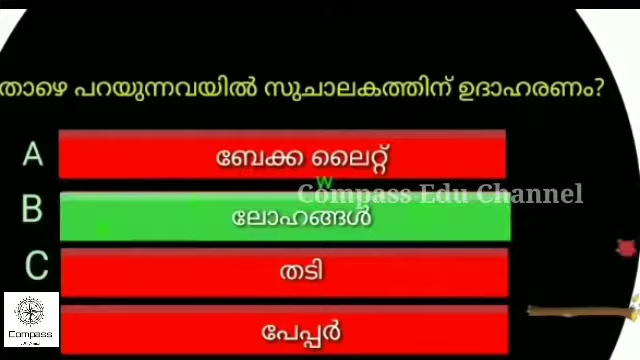 താഴെ പറയുന്നവയിൽ സുചാലകത്തിന് ഉദാഹരണം?
A ബേക്ക ലൈറ്റ്
w
Compass Edu Channel
B ലോഹങ്ങൾ
C തടി
പേപ്പർ
Compass